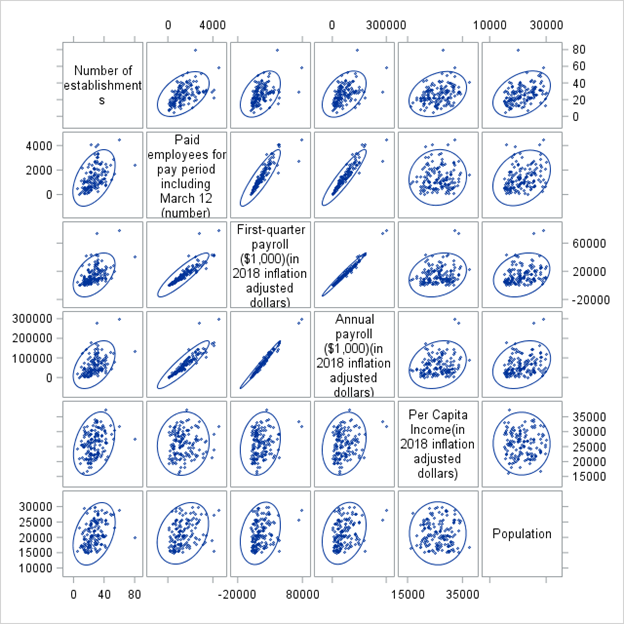 0 4000 0 300000 10000 30000
Number of
establishment
s
80
60
40
20
0
4000
2000
0
Paid
employees for
pay period
including
March 12
(number)
First-quarter
payroll
($1,000)(in
2018 inflation
adjusted
dollars)
60000
20000
-20000
300000
200000
100000
0
Annual
payroll
($1,000)(in
2018 inflation
adjusted
dollars)
Per Capita
Income(in
2018 inflation
adjusted
dollars)
35000
30000
25000
20000
15000
30000
25000
20000
15000
10000
Population
0 40 80 -20000 80000 15000 35000